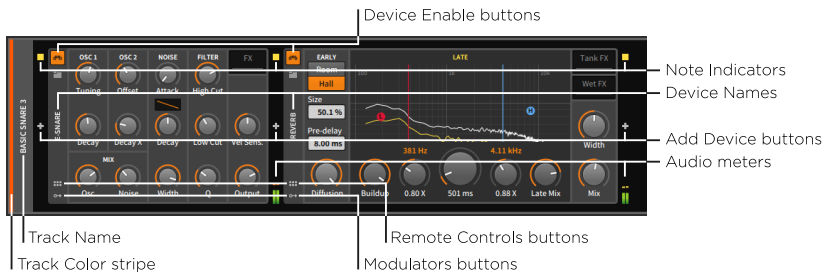 Device Enable buttons
OSC 1 OSC 2 NOISE FILTER FX
Tuning Offset Attack High Cut
Decay Decay X Decay Low Cut Vel Sens.
MIX
Osc Noise Width Q Output
E-SNARE
BASIC SNARE 3
EARLY
Room
Hall
Size
50.1 %
Pre-delay
8.00 ms
Diffusion
REVERB
LATE
100 1k 10k
L
H
381 Hz 4.11 kHz
Buildup 0.80 X 501 ms 0.88 X Late Mix
Tank FX
Wet FX
Width
Mix
Note Indicators
Device Names
Add Device buttons
Audio meters
Track Name
Remote Controls buttons
Track Color stripe
Modulators buttons